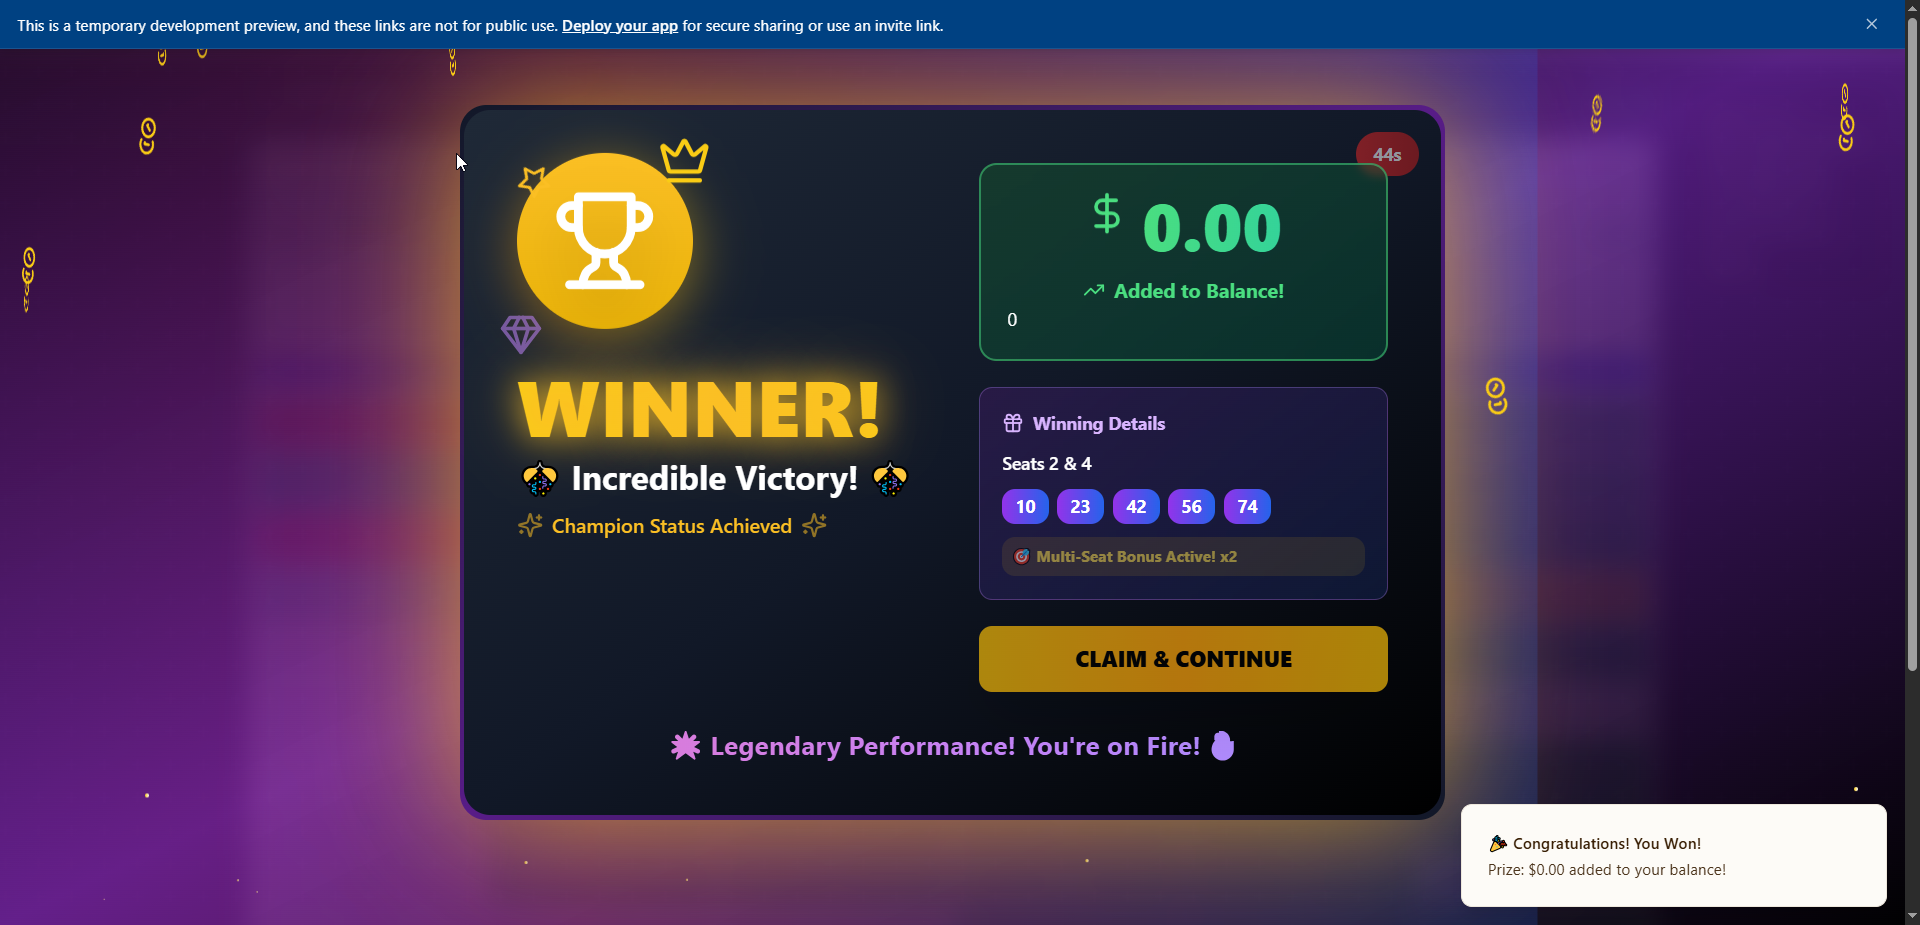 This is a temporary development preview, and these links are not for public use. Deploy your app for secure sharing or use an invite link.
44s
$ 0.00
Added to Balance!
0
WINNER!
Incredible Victory!
Champion Status Achieved
Winning Details
Seats 2 & 4
10 23 42 56 74
🎯 Multi-Seat Bonus Active! x2
CLAIM & CONTINUE
Legendary Performance! You're on Fire!
🎉 Congratulations! You Won!
Prize: $0.00 added to your balance!